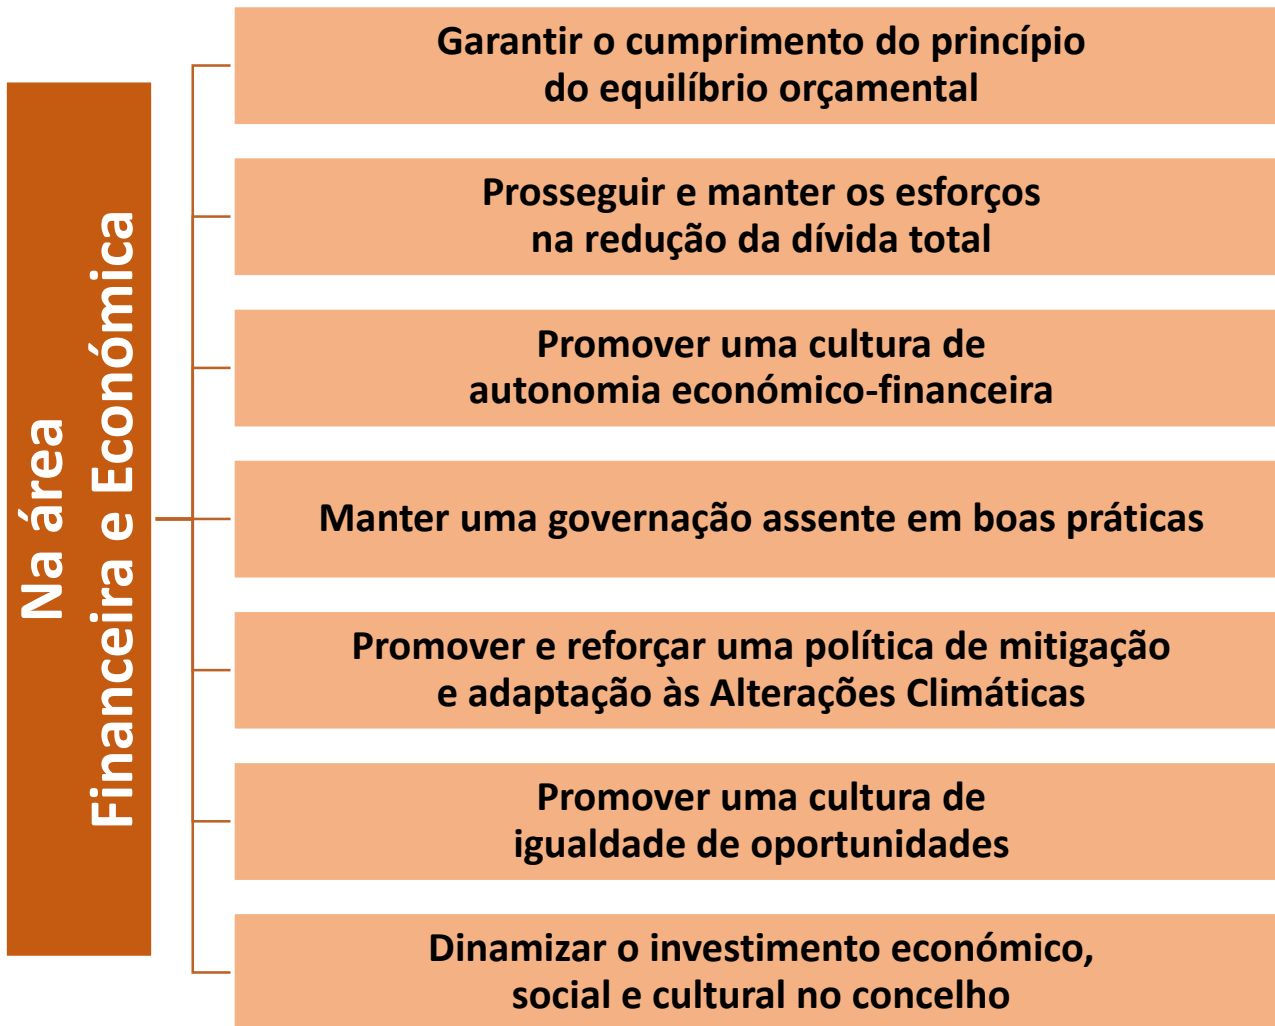 Na área
Financeira e Económica
Garantir o cumprimento do princípio
do equilíbrio orçamental
Prosseguir e manter os esforços
na redução da dívida total
Promover uma cultura de
autonomia económico-financeira
Manter uma governação assente em boas práticas
Promover e reforçar uma política de mitigação
e adaptação às Alterações Climáticas
Promover uma cultura de
igualdade de oportunidades
Dinamizar o investimento económico,
social e cultural no concelho